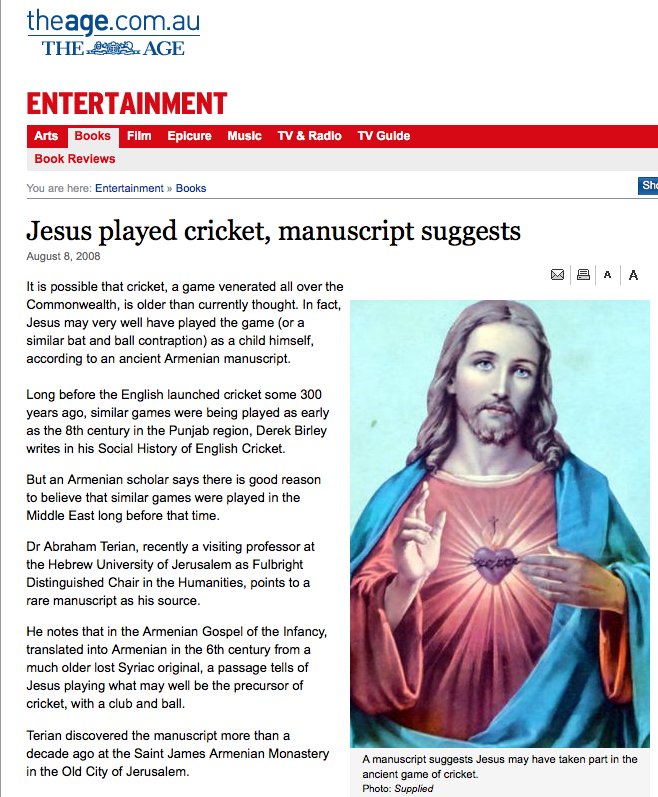 theage.com.au
THE AGE
ENTERTAINMENT
Arts Books Film Epicure Music TV & Radio TV Guide
Book Reviews
You are here: Entertainment » Books
Jesus played cricket, manuscript suggests
August 8, 2008
A A
It is possible that cricket, a game venerated all over the
Commonwealth, is older than currently thought. In fact,
Jesus may very well have played the game (or a
similar bat and ball contraption) as a child himself,
according to an ancient Armenian manuscript.
Long before the English launched cricket some 300
years ago, similar games were being played as early
as the 8th century in the Punjab region, Derek Birley
writes in his Social History of English Cricket.
But an Armenian scholar says there is good reason
to believe that similar games were played in the
Middle East long before that time.
Dr Abraham Terian, recently a visiting professor at
the Hebrew University of Jerusalem as Fulbright
Distinguished Chair in the Humanities, points to a
rare manuscript as his source.
He notes that in the Armenian Gospel of the Infancy,
translated into Armenian in the 6th century from a
much older lost Syriac original, a passage tells of
Jesus playing what may well be the precursor of
cricket, with a club and ball.
Terian discovered the manuscript more than a
decade ago at the Saint James Armenian Monastery
in the Old City of Jerusalem.
A manuscript suggests Jesus may have taken part in the
ancient game of cricket.
Photo: Supplied